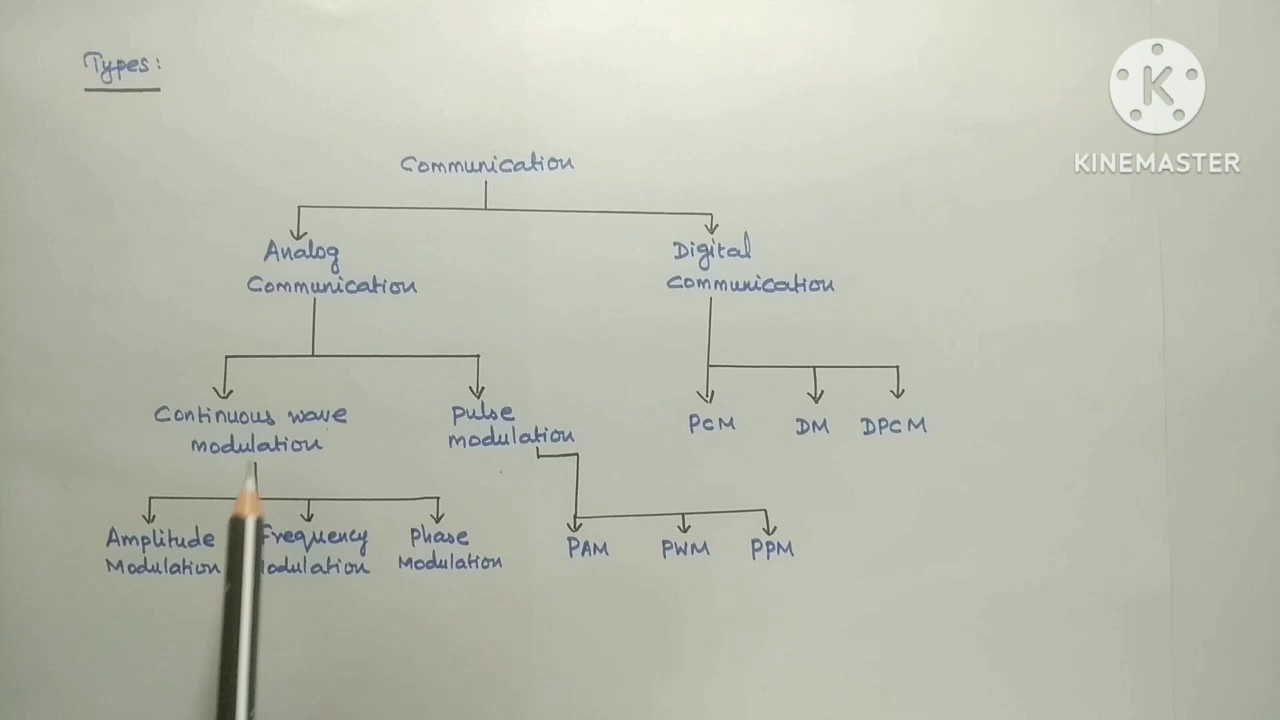 Types:
K
KINEMASTER
Communication
Analog
Communication
Digital
Communication
Continuous wave
modulation
Pulse
modulation
PCM
DM
DPCM
Amplitude
Modulation
Frequency
Modulation
Phase
Modulation
PAM
PWM
PPM